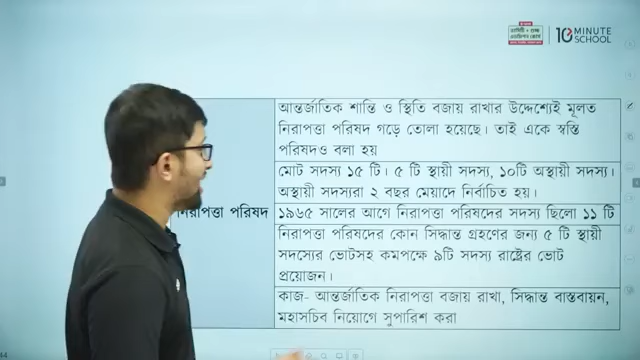 10 MINUTE SCHOOL
আন্তর্জাতিক শান্তি ও স্থিতি বজায় রাখার উদ্দেশ্যেই মূলত
নিরাপত্তা পরিষদ গড়ে তোলা হয়েছে। তাই একে স্বস্তি
পরিষদও বলা হয়
মোট সদস্য ১৫ টি। ৫ টি স্থায়ী সদস্য, ১০টি অস্থায়ী সদস্য।
অস্থায়ী সদস্যরা ২ বছর মেয়াদে নির্বাচিত হয়।
নিরাপত্তা পরিষদ
১৯৬৫ সালের আগে নিরাপত্তা পরিষদের সদস্য ছিলো ১১ টি
নিরাপত্তা পরিষদের কোন সিদ্ধান্ত গ্রহণের জন্য ৫ টি স্থায়ী
সদস্যের ভোটসহ কমপক্ষে ৯টি সদস্য রাষ্ট্রের ভোট
প্রয়োজন।
কাজ- আন্তর্জাতিক নিরাপত্তা বজায় রাখা, সিদ্ধান্ত বাস্তবায়ন,
মহাসচিব নিয়োগে সুপারিশ করা
44